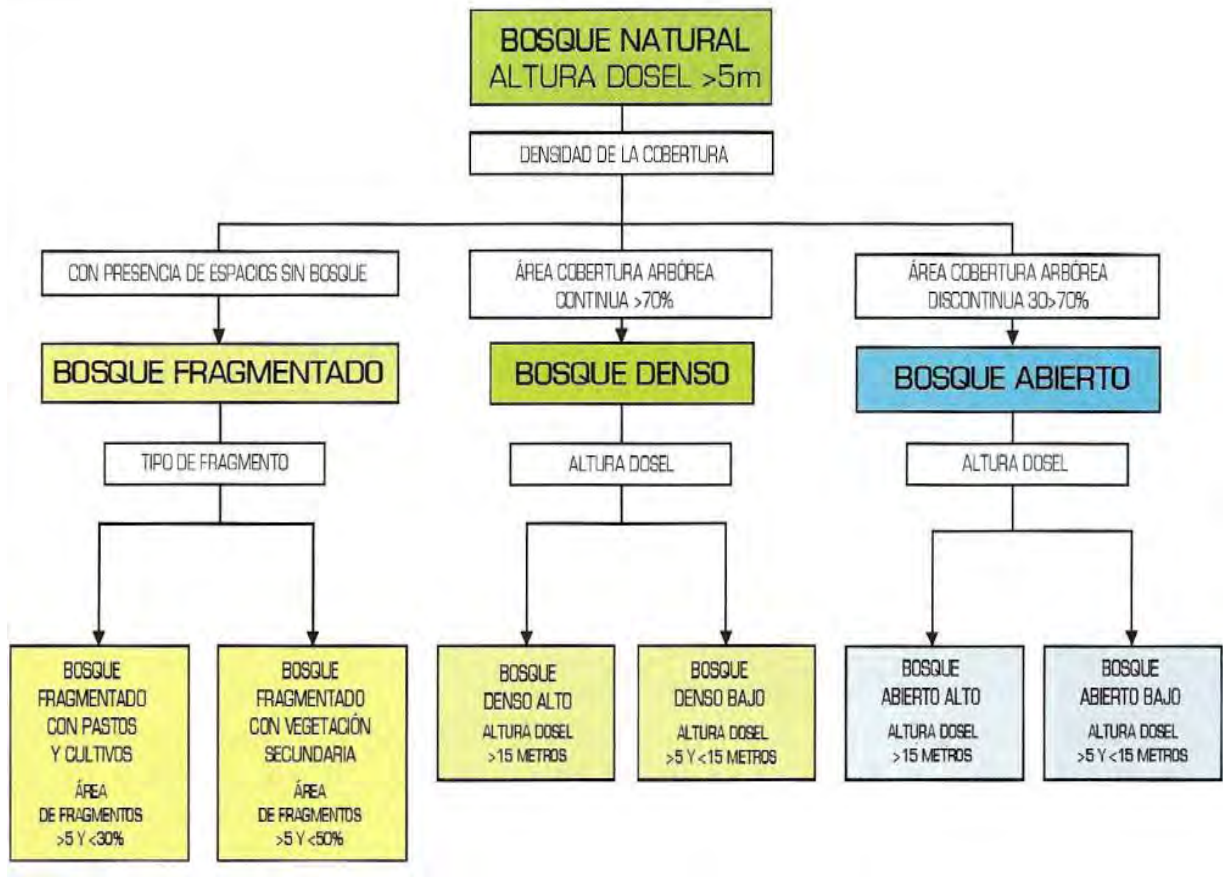 BOSQUE NATURAL
ALTURA DOSEL >5m
DENSIDAD DE LA COBERTURA
CON PRESENCIA DE ESPACIOS SIN BOSQUE
ÁREA COBERTURA ARBÓREA
CONTINUA >70%
ÁREA COBERTURA ARBÓREA
DISCONTINUA 30>70%
BOSQUE FRAGMENTADO
BOSQUE DENSO
BOSQUE ABIERTO
TIPO DE FRAGMENTO
ALTURA DOSEL
ALTURA DOSEL
BOSQUE
FRAGMENTADO
CON PASTOS
Y CULTIVOS
ÁREA
DE FRAGMENTOS
>5 Y <30%
BOSQUE
FRAGMENTADO
CON VEGETACIÓN
SECUNDARIA
ÁREA
DE FRAGMENTOS
>5 Y <50%
BOSQUE
DENSO ALTO
ALTURA DOSEL
>15 METROS
BOSQUE
DENSO BAJO
ALTURA DOSEL
>5 Y <15 METROS
BOSQUE
ABIERTO ALTO
ALTURA DOSEL
>15 METROS
BOSQUE
ABIERTO BAJO
ALTURA DOSEL
>5 Y <15 METROS